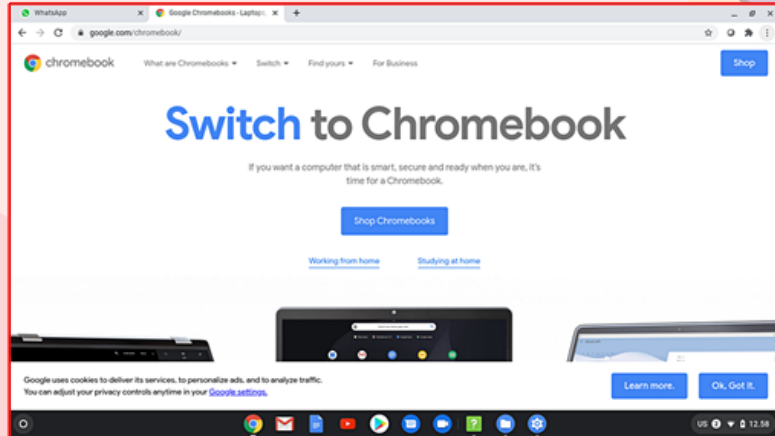 WhatsApp
Google Chromebooks - Laptops,
google.com/chromebook/
chromebook What are Chromebooks Switch Find yours For Business Shop
Switch to Chromebook
If you want a computer that is smart, secure and ready when you are, it's
time for a Chromebook.
Shop Chromebooks
Working from home Studying at home
Google uses cookies to deliver its services, to personalize ads, and to analyze traffic.
You can adjust your privacy controls anytime in your Google settings.
Learn more. Ok, Got it.
US 12.58